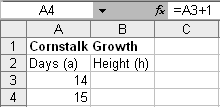 A4 fx =A3+1
A B C
1 Cornstalk Growth
2 Days (a) Height (h)
3 14
4 15